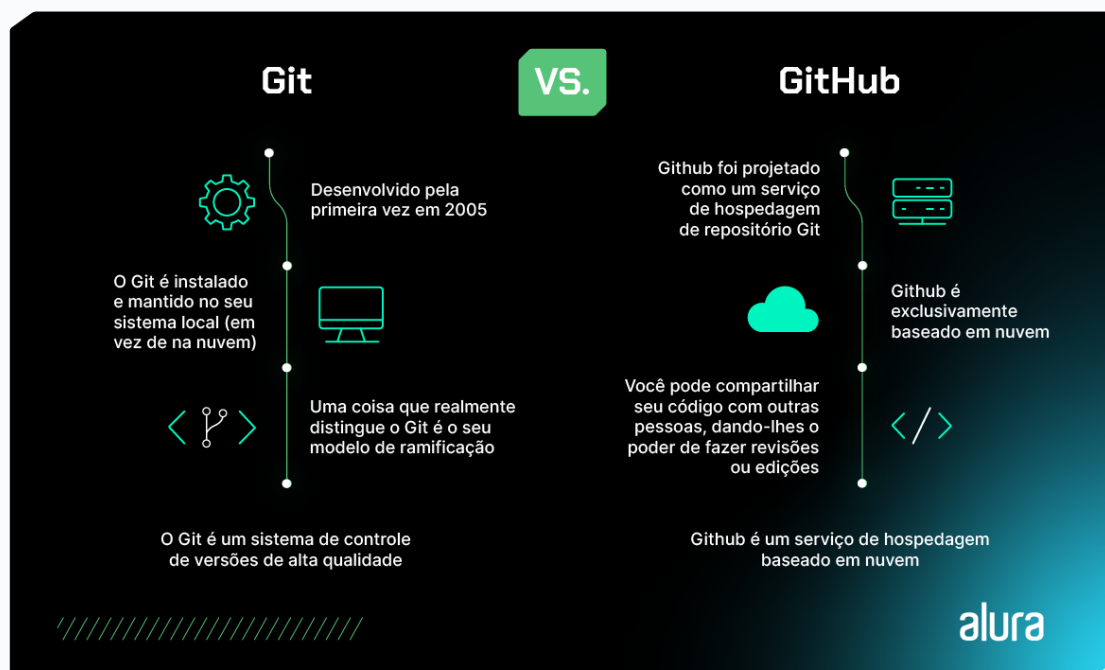 Git
VS.
GitHub
Desenvolvido pela
primeira vez em 2005
O Git é instalado
e mantido no seu
sistema local (em
vez de na nuvem)
Uma coisa que realmente
distingue o Git é o seu
modelo de ramificação
O Git é um sistema de controle
de versões de alta qualidade
Github foi projetado
como um serviço
de hospedagem
de repositório Git
Github é
exclusivamente
baseado em nuvem
Você pode compartilhar
seu código com outras
pessoas, dando-lhes o
poder de fazer revisões
ou edições
Github é um serviço de hospedagem
baseado em nuvem
alura